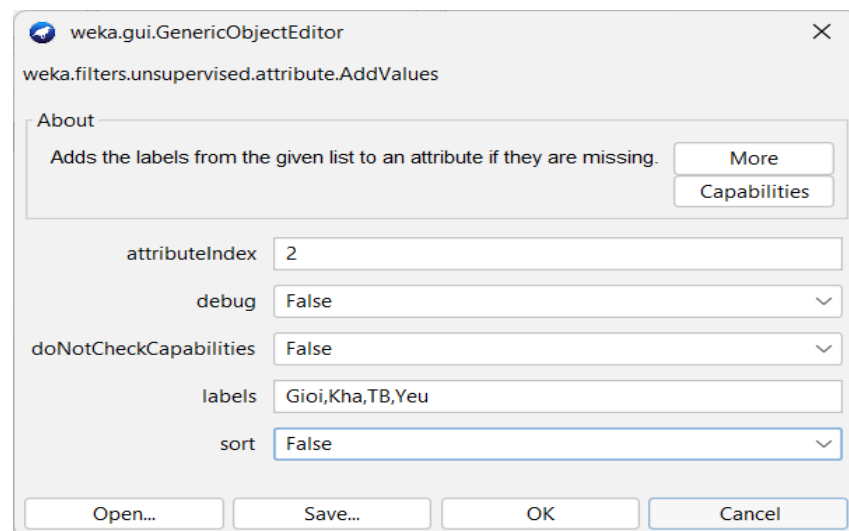 weka.gui.GenericObjectEditor
weka.filters.unsupervised.attribute.AddValues
About
Adds the labels from the given list to an attribute if they are missing.
More
Capabilities
attributeIndex 2
debug False
doNotCheckCapabilities False
labels Gioi,Kha,TB,Yeu
sort False
Open... Save... OK Cancel